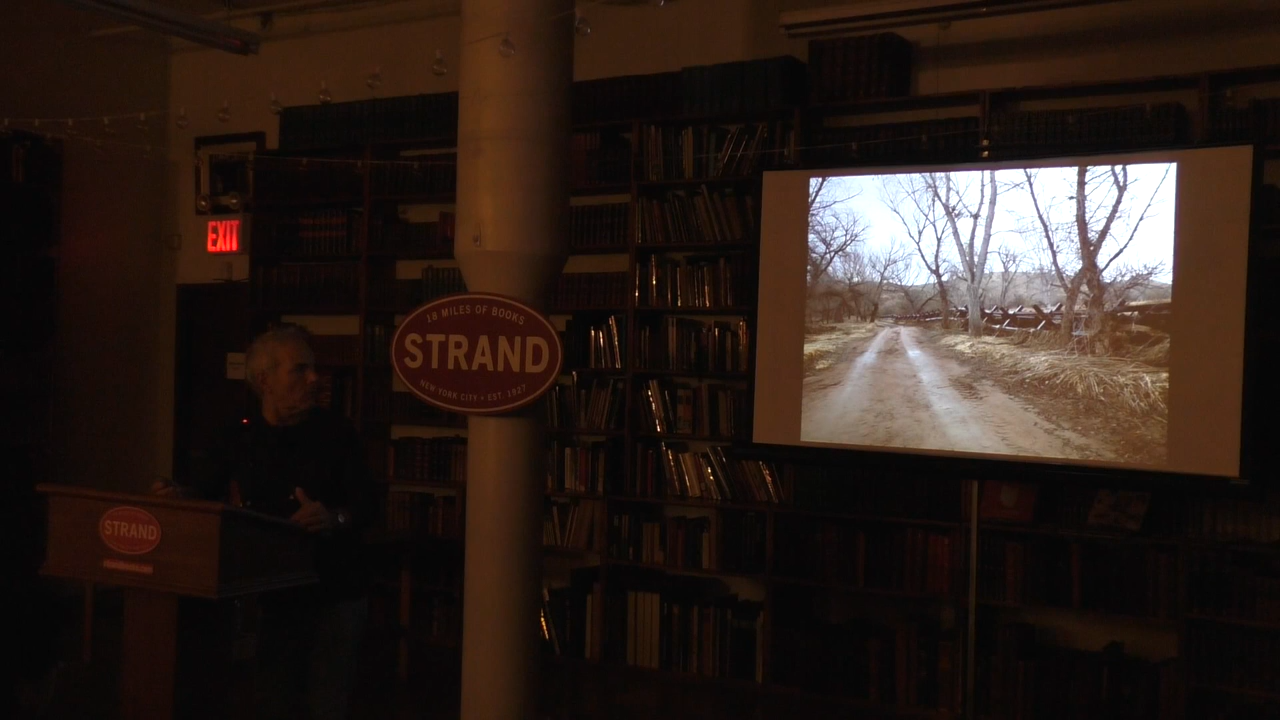 EXIT
18 MILES OF BOOKS
STRAND
NEW YORK CITY • EST. 1927
STRAND